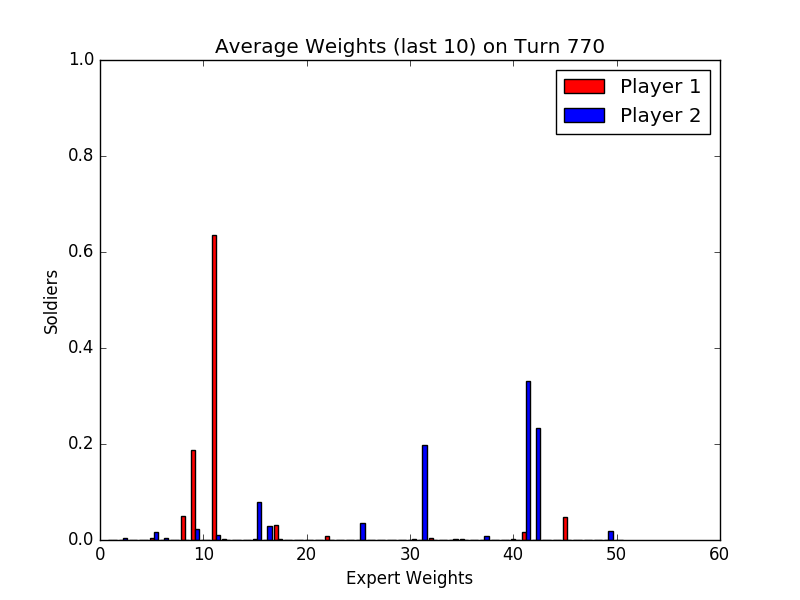 Average Weights (last 10) on Turn 770
1.0
Player 1
Player 2
0.8
0.6
Soldiers
0.4
0.2
0.0
0 10 20 30 40 50 60
Expert Weights